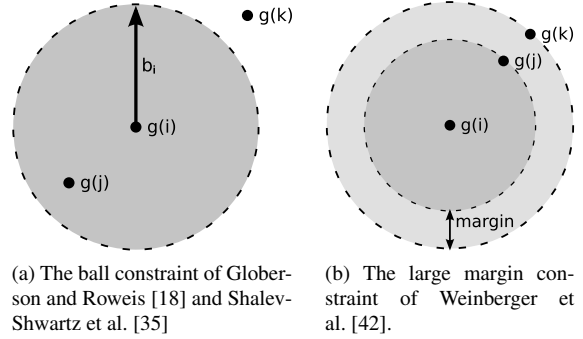 g(k)
bᵢ
g(i)
g(j)
g(k)
g(j)
g(i)
margin
(a) The ball constraint of Glober-
son and Roweis [18] and Shalev-
Shwartz et al. [35]
(b) The large margin con-
straint of Weinberger et
al. [42].